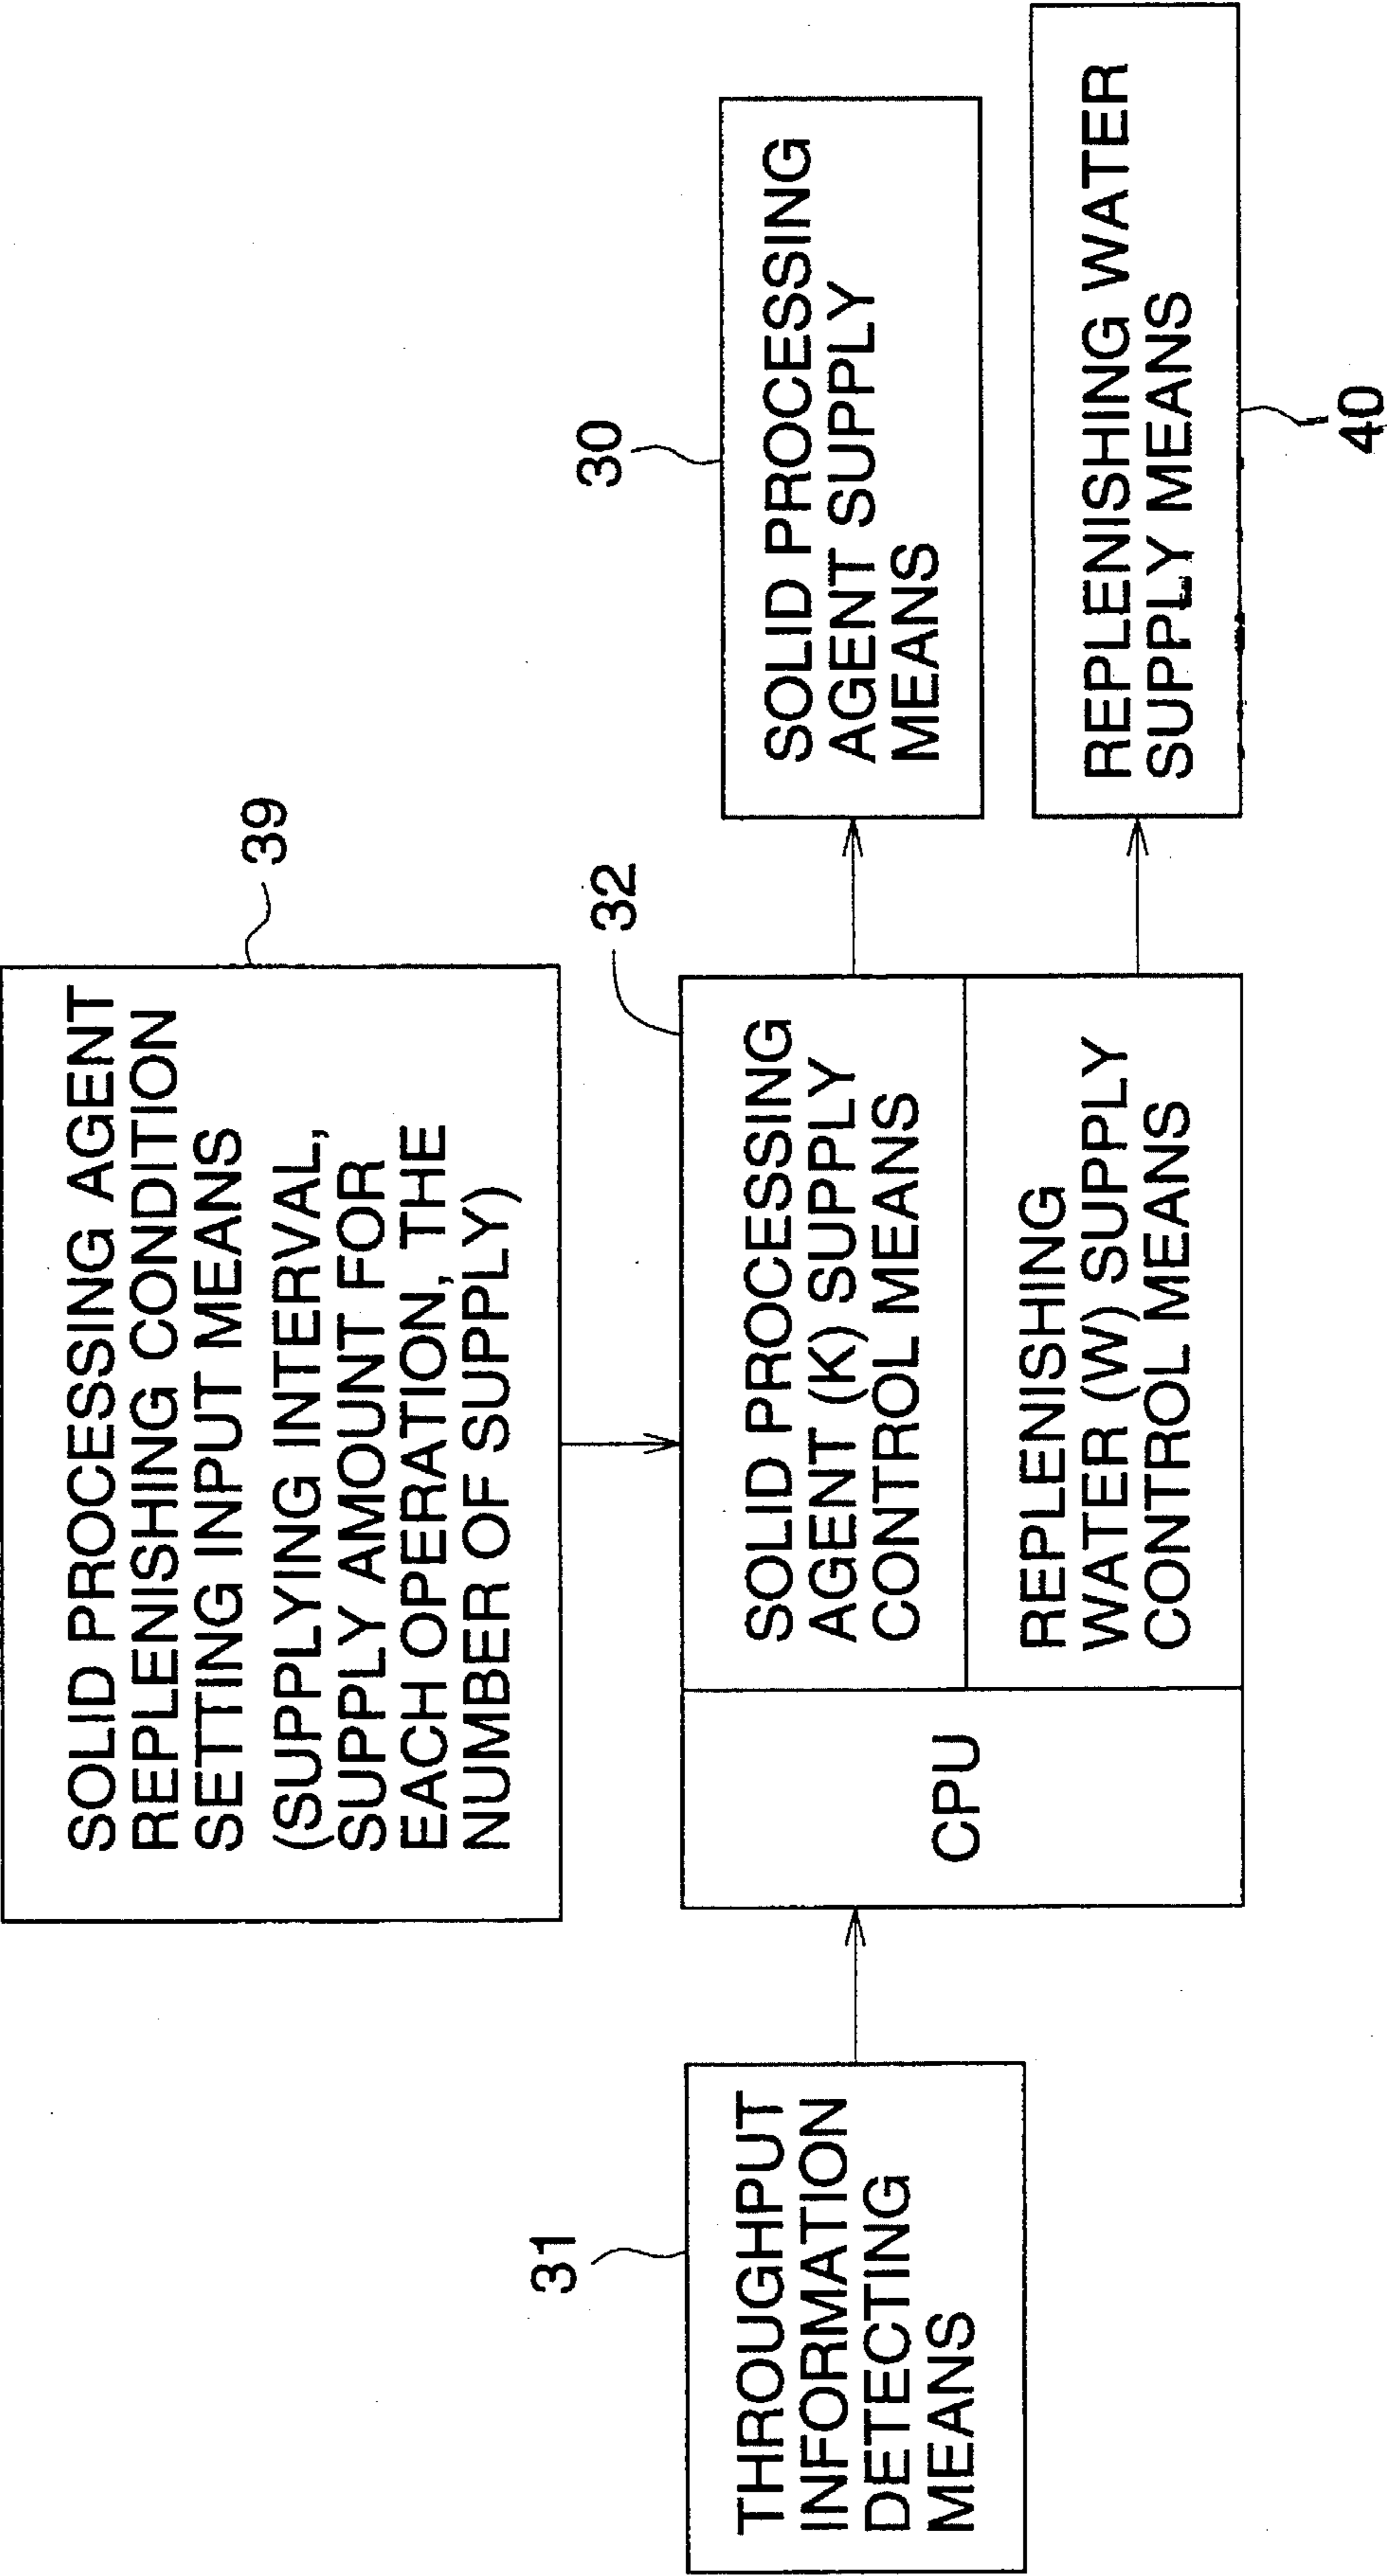 39
SOLID PROCESSING AGENT
REPLENISHING CONDITION
SETTING INPUT MEANS
(SUPPLYING INTERVAL,
SUPPLY AMOUNT FOR
EACH OPERATION, THE
NUMBER OF SUPPLY)
31
THROUGHPUT
INFORMATION
DETECTING
MEANS
32
CPU
SOLID PROCESSING
AGENT (K) SUPPLY
CONTROL MEANS
REPLENISHING
WATER (W) SUPPLY
CONTROL MEANS
30
SOLID PROCESSING
AGENT SUPPLY
MEANS
REPLENISHING WATER
SUPPLY MEANS
40